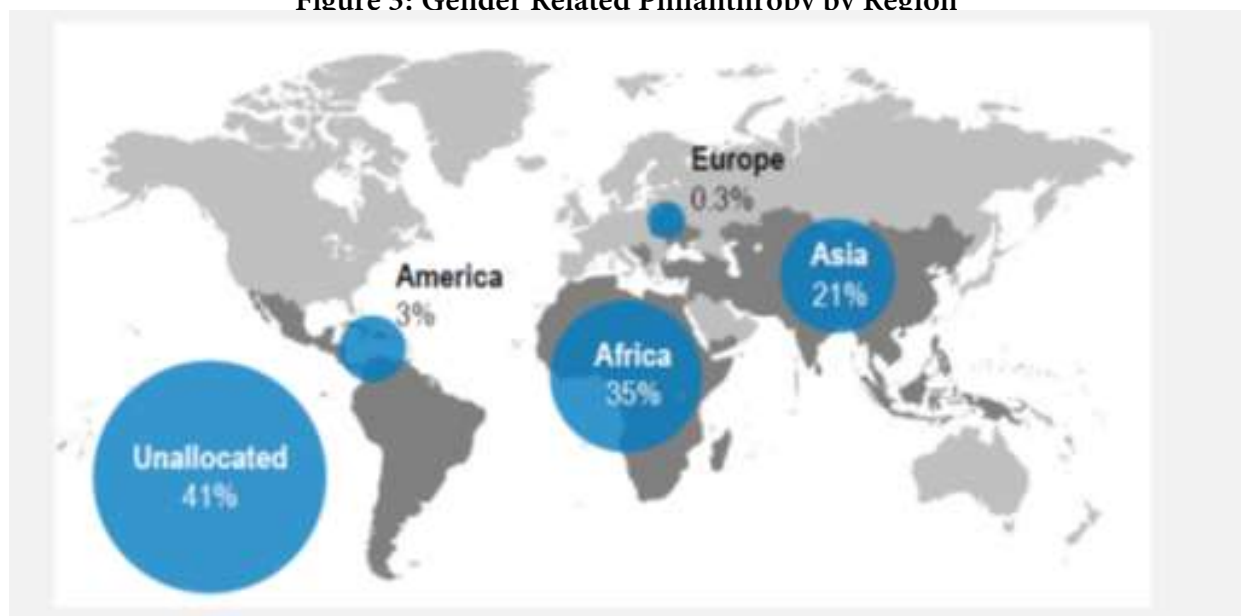 Figure 3: Gender Related Philanthropy by Region
Europe
0.3%
Asia
21%
America
3%
Africa
35%
Unallocated
41%